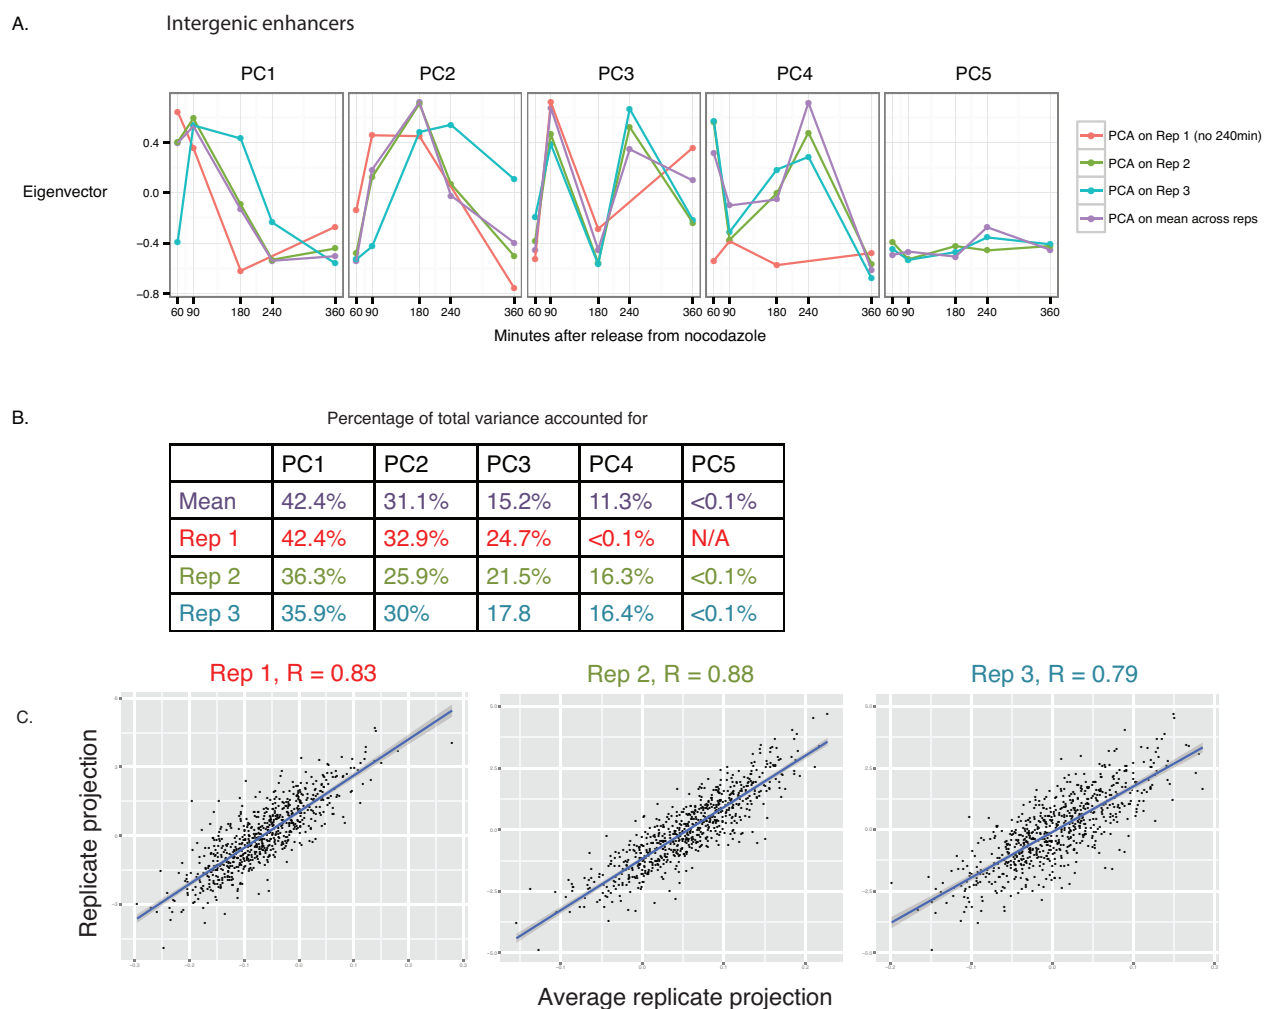 A.
Intergenic enhancers
PC1 PC2 PC3 PC4 PC5
Eigenvector
0.4
0.0
−0.4
−0.8
60 90 180 240 360 60 90 180 240 360 60 90 180 240 360 60 90 180 240 360 60 90 180 240 360
Minutes after release from nocodazole
PCA on Rep 1 (no 240min)
PCA on Rep 2
PCA on Rep 3
PCA on mean across reps
B.
Percentage of total variance accounted for
PC1 PC2 PC3 PC4 PC5
Mean 42.4% 31.1% 15.2% 11.3% <0.1%
Rep 1 42.4% 32.9% 24.7% <0.1% N/A
Rep 2 36.3% 25.9% 21.5% 16.3% <0.1%
Rep 3 35.9% 30% 17.8 16.4% <0.1%
C.
Rep 1, R = 0.83
Rep 2, R = 0.88
Rep 3, R = 0.79
Replicate projection
Average replicate projection